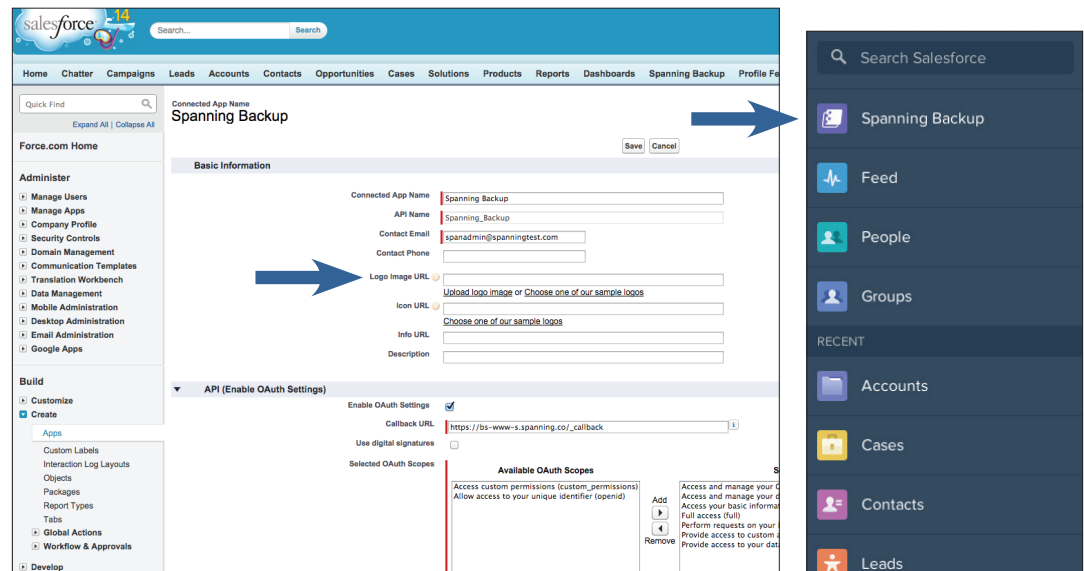 salesforce
14
Search...
Search
Home Chatter Campaigns Leads Accounts Contacts Opportunities Cases Solutions Products Reports Dashboards Spanning Backup Profile Fe
Quick Find
Expand All | Collapse All
Force.com Home
Administer
Manage Users
Manage Apps
Company Profile
Security Controls
Domain Management
Communication Templates
Translation Workbench
Data Management
Mobile Administration
Desktop Administration
Email Administration
Google Apps
Build
Customize
Create
Apps
Custom Labels
Interaction Log Layouts
Objects
Packages
Report Types
Tabs
Global Actions
Workflow & Approvals
Develop
Connected App Name
Spanning Backup
Save Cancel
Basic Information
Connected App Name Spanning Backup
API Name Spanning_Backup
Contact Email spanadmin@spanningtest.com
Contact Phone
Logo Image URL
Upload logo image or Choose one of our sample logos
Icon URL
Choose one of our sample logos
Info URL
Description
API (Enable OAuth Settings)
Enable OAuth Settings
Callback URL https://bs-www-s.spanning.co/_callback
Use digital signatures
Selected OAuth Scopes
Available OAuth Scopes S
Access custom permissions (custom_permissions)
Allow access to your unique identifier (openid)
Add
Remove
Access and manage your C
Access and manage your d
Access your basic informat
Full access (full)
Perform requests on your b
Provide access to custom a
Provide access to your data
Search Salesforce
Spanning Backup
Feed
People
Groups
RECENT
Accounts
Cases
Contacts
Leads